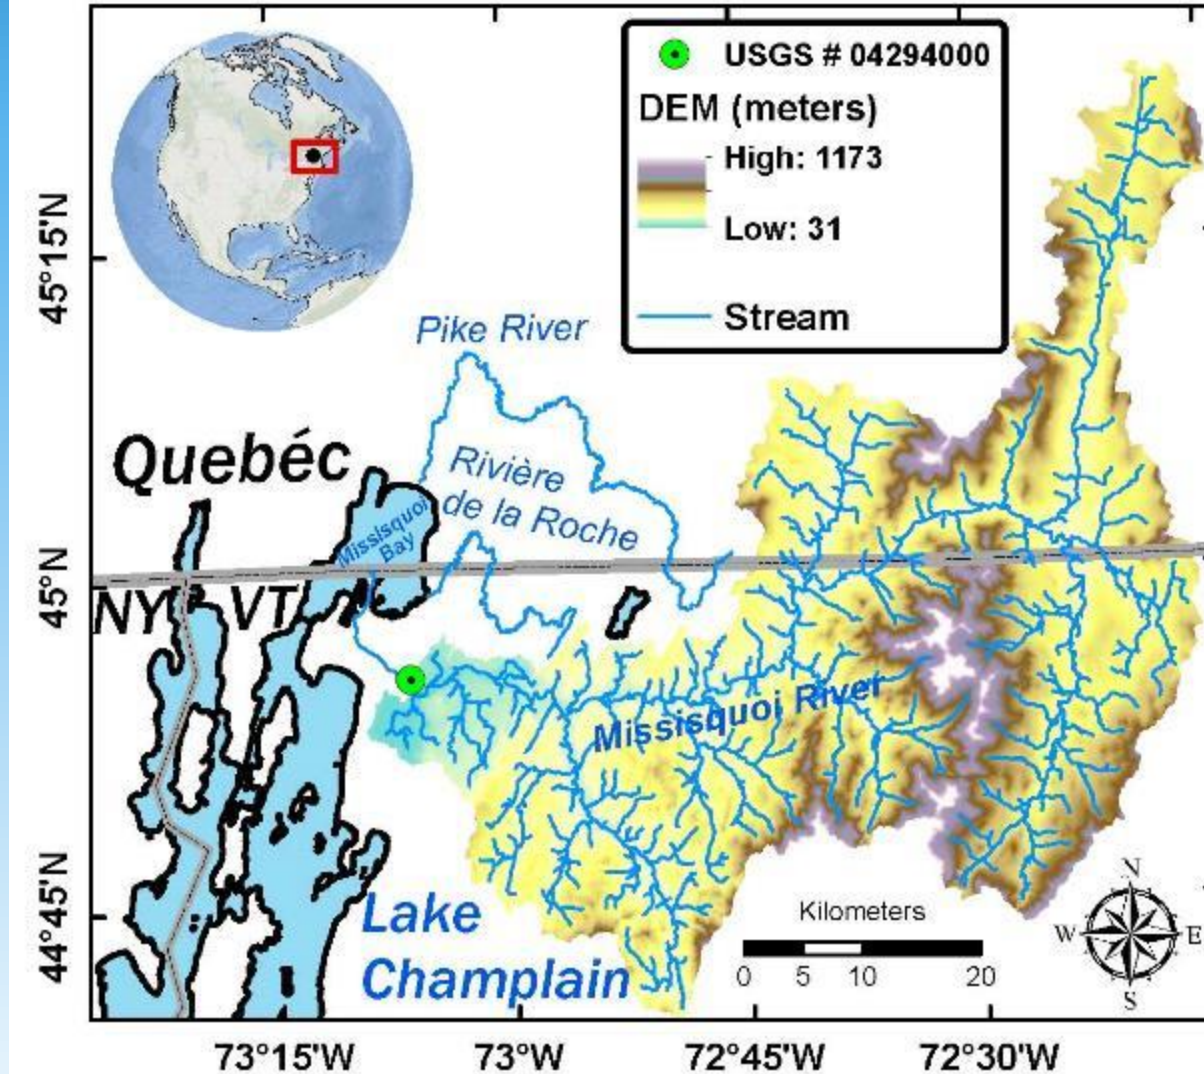 USGS # 04294000
DEM (meters)
High: 1173
Low: 31
Stream
45°15'N
Pike River
Quebéc
Rivière
de la Roche
Missisquoi
Bay
45°N
NY
VT
Missisquoi River
44°45'N
Lake
Champlain
Kilometers
0 5 10 20
N
W E
S
73°15'W 73°W 72°45'W 72°30'W